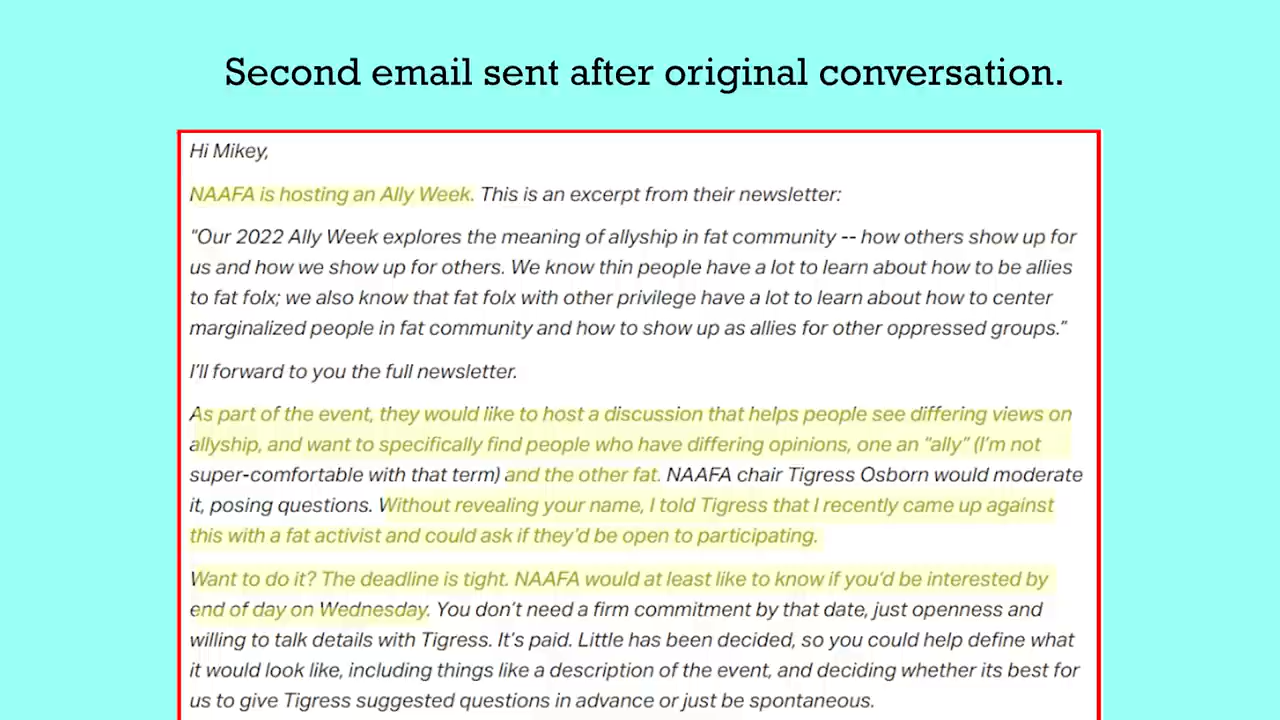 Second email sent after original conversation.
Hi Mikey,
NAAFA is hosting an Ally Week. This is an excerpt from their newsletter:
"Our 2022 Ally Week explores the meaning of allyship in fat community -- how others show up for
us and how we show up for others. We know thin people have a lot to learn about how to be allies
to fat folx; we also know that fat folx with other privilege have a lot to learn about how to center
marginalized people in fat community and how to show up as allies for other oppressed groups."
I'll forward to you the full newsletter.
As part of the event, they would like to host a discussion that helps people see differing views on
allyship, and want to specifically find people who have differing opinions, one an "ally" (I'm not
super-comfortable with that term) and the other fat. NAAFA chair Tigress Osborn would moderate
it, posing questions. Without revealing your name, I told Tigress that I recently came up against
this with a fat activist and could ask if they'd be open to participating.
Want to do it? The deadline is tight. NAAFA would at least like to know if you'd be interested by
end of day on Wednesday. You don't need a firm commitment by that date, just openness and
willing to talk details with Tigress. It's paid. Little has been decided, so you could help define what
it would look like, including things like a description of the event, and deciding whether its best for
us to give Tigress suggested questions in advance or just be spontaneous.